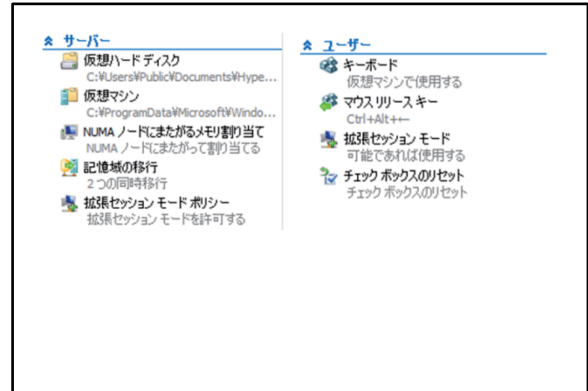 サーバー
仮想ハード ディスク
C:¥Users¥Public¥Documents¥Hype...
仮想マシン
C:¥ProgramData¥Microsoft¥Windo...
NUMA ノードにまたがるメモリ割り当て
NUMA ノードにまたがって割り当てる
記憶域の移行
2 つの同時移行
拡張セッション モード ポリシー
拡張セッション モードを許可する
ユーザー
キーボード
仮想マシンで使用する
マウス リリース キー
Ctrl+Alt+←
拡張セッション モード
可能であれば使用する
チェック ボックスのリセット
チェック ボックスのリセット